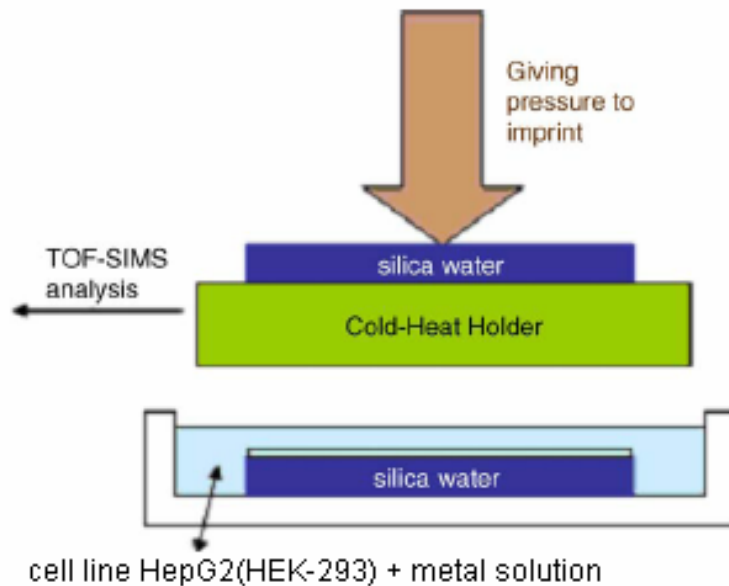 Giving
pressure to
imprint
TOF-SIMS
analysis
silica water
Cold-Heat Holder
silica water
cell line HepG2(HEK-293) + metal solution